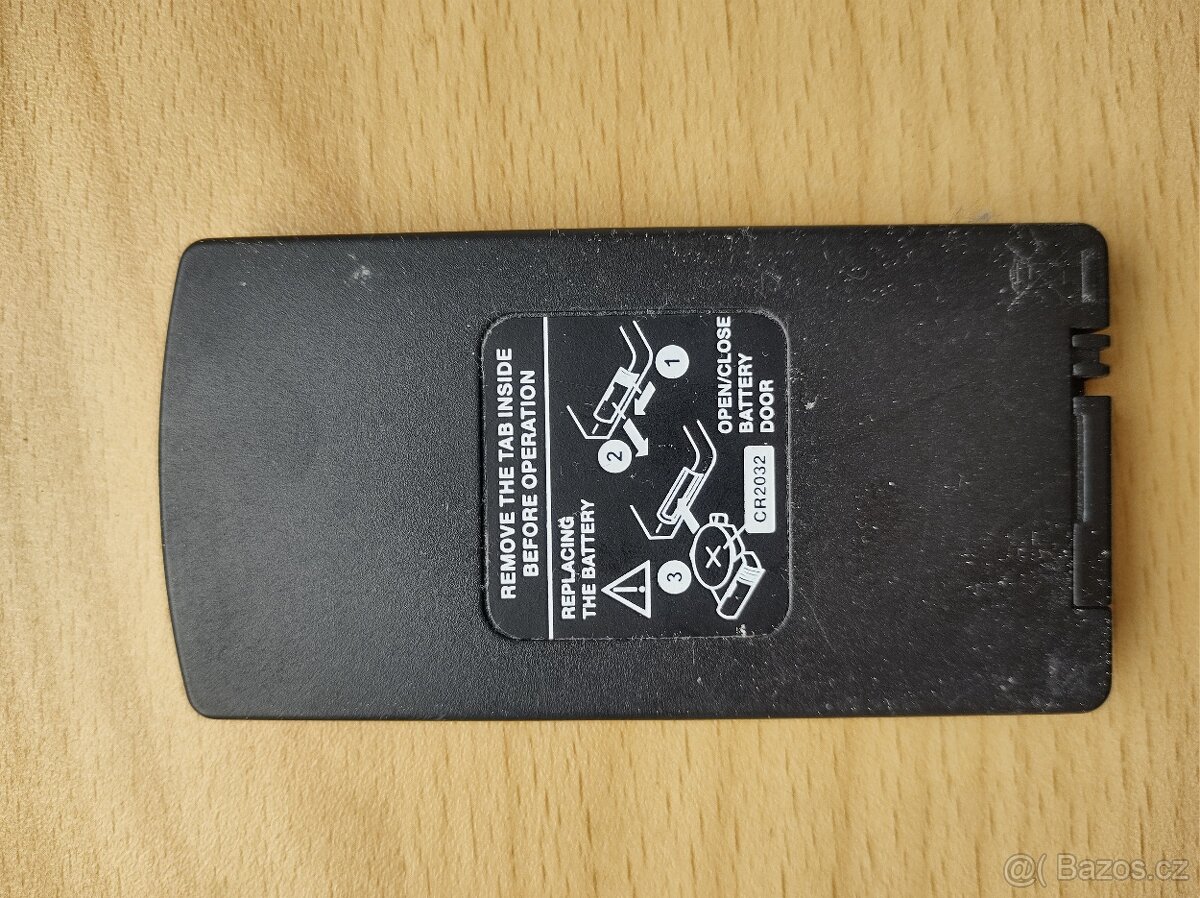 REMOVE THE TAB INSIDE
BEFORE OPERATION
REPLACING
THE BATTERY
1
2
3
CR2032
OPEN/CLOSE
BATTERY
DOOR
@( Bazos.cz